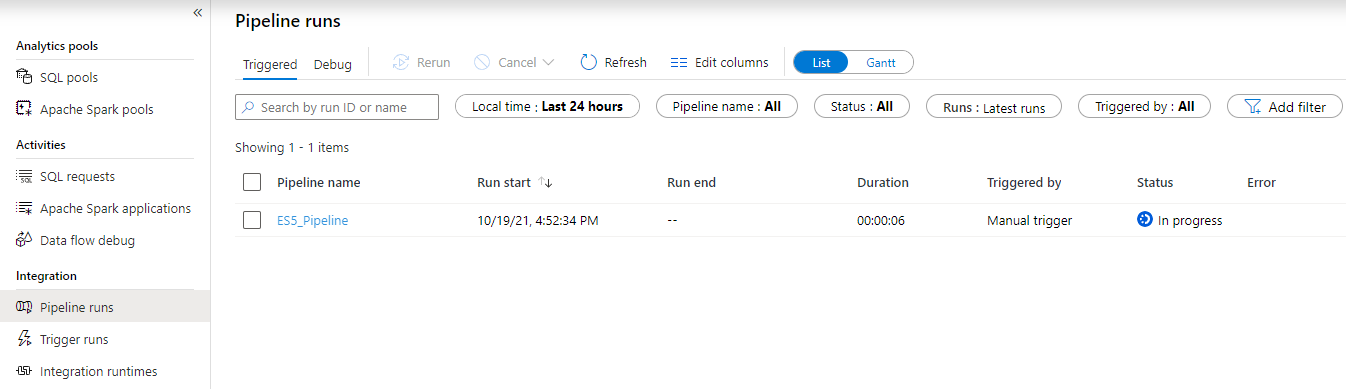 «
Analytics pools
SQL pools
Apache Spark pools
Activities
SQL requests
Apache Spark applications
Data flow debug
Integration
Pipeline runs
Trigger runs
Integration runtimes
Pipeline runs
Triggered Debug Rerun Cancel Refresh Edit columns List Gantt
Search by run ID or name Local time : Last 24 hours Pipeline name : All Status : All Runs : Latest runs Triggered by : All Add filter
Showing 1 - 1 items
Pipeline name Run start ↑↓ Run end Duration Triggered by Status Error
ES5_Pipeline 10/19/21, 4:52:34 PM -- 00:00:06 Manual trigger In progress